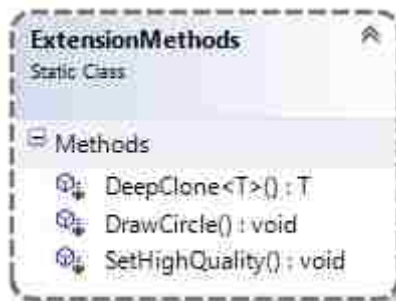 ExtensionMethods
Static Class
Methods
DeepClone<T>() : T
DrawCircle() : void
SetHighQuality() : void